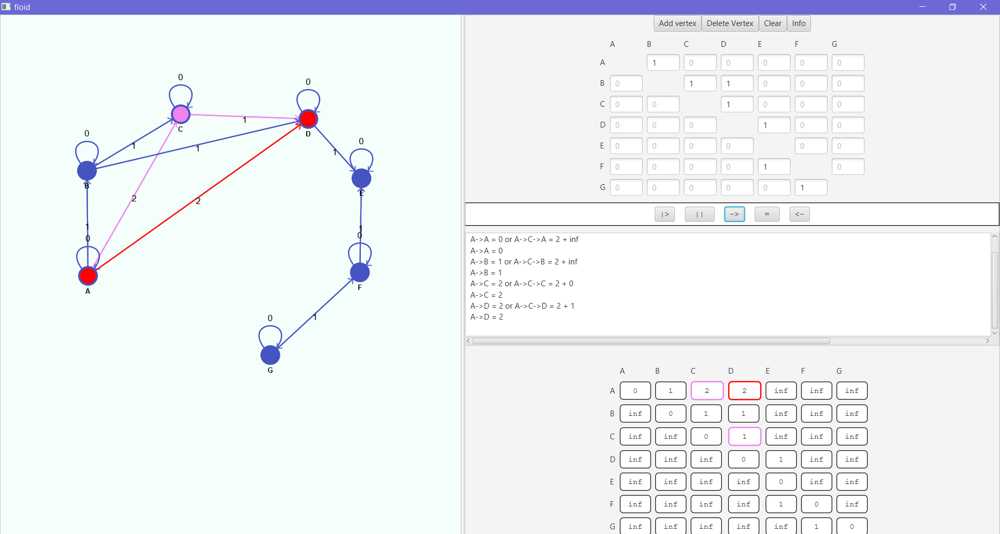 floid
0
C
0
D
0
B
0
E
0
A
0
F
0
G
1
1
1
1
2
2
1
1
1
Add vertex Delete Vertex Clear Info
A B C D E F G
A 1 0 0 0 0 0
B 0 1 1 0 0 0
C 0 0 1 0 0 0
D 0 0 0 1 0 0
E 0 0 0 0 0 0
F 0 0 0 0 1 0
G 0 0 0 0 0 1
|> || -> = <-
A->A = 0 or A->C->A = 2 + inf
A->A = 0
A->B = 1 or A->C->B = 2 + inf
A->B = 1
A->C = 2 or A->C->C = 2 + 0
A->C = 2
A->D = 2 or A->C->D = 2 + 1
A->D = 2
A B C D E F G
A 0 1 2 2 inf inf inf
B inf 0 1 1 inf inf inf
C inf inf 0 1 inf inf inf
D inf inf inf 0 1 inf inf
E inf inf inf inf 0 inf inf
F inf inf inf inf 1 0 inf
G inf inf inf inf inf 1 0